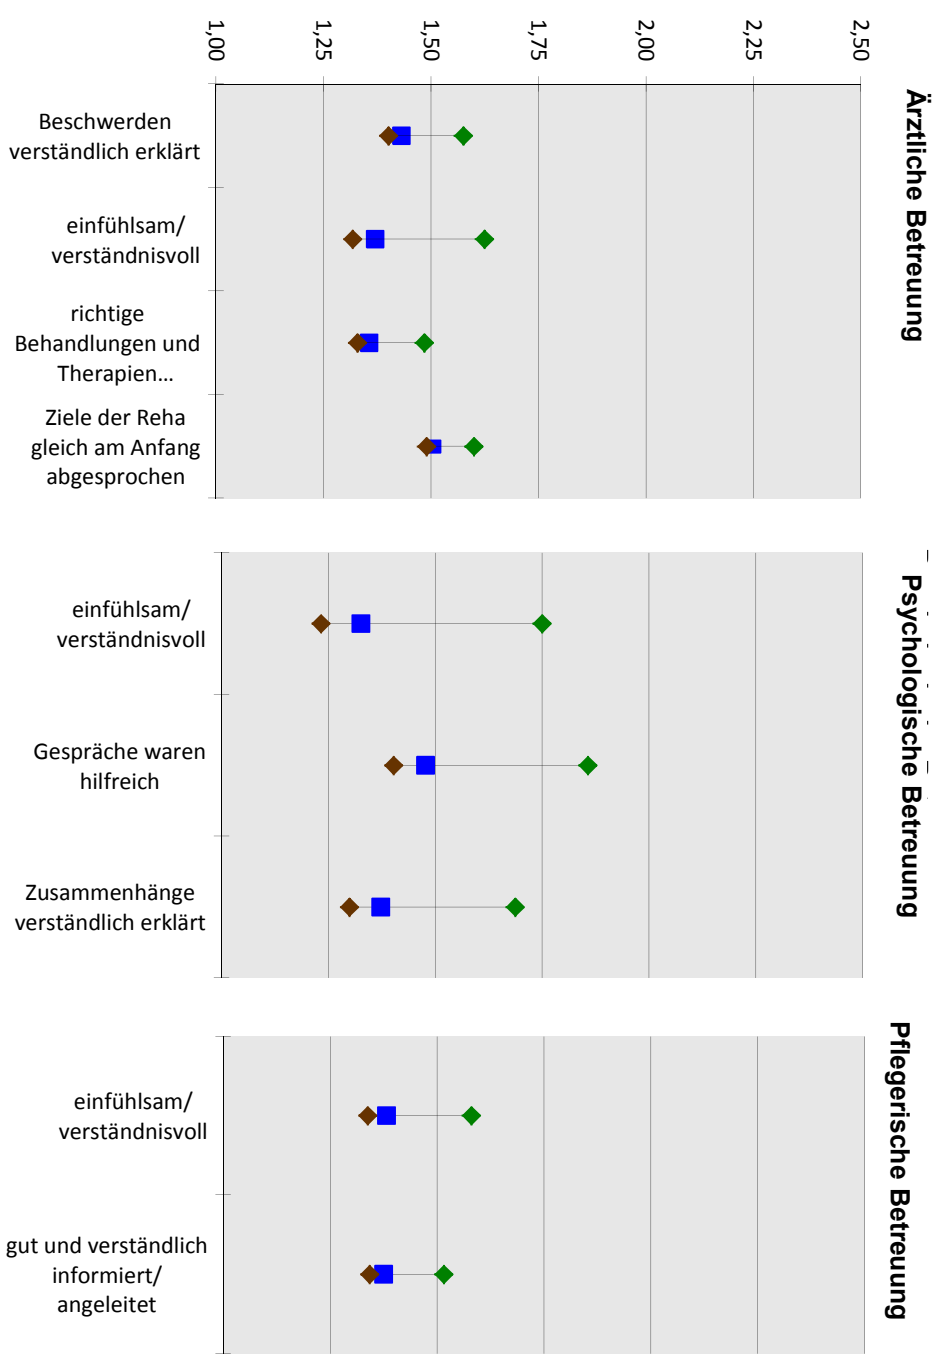 1,00
1,25
1,50
1,75
2,00
2,25
2,50
Ärztliche Betreuung
Beschwerden
verständlich erklärt
einfühlsam/
verständnisvoll
richtige
Behandlungen und
Therapien…
Ziele der Reha
gleich am Anfang
abgesprochen
Psychologische Betreuung
einfühlsam/
verständnisvoll
Gespräche waren
hilfreich
Zusammenhänge
verständlich erklärt
Pflegerische Betreuung
einfühlsam/
verständnisvoll
gut und verständlich
informiert/
angeleitet